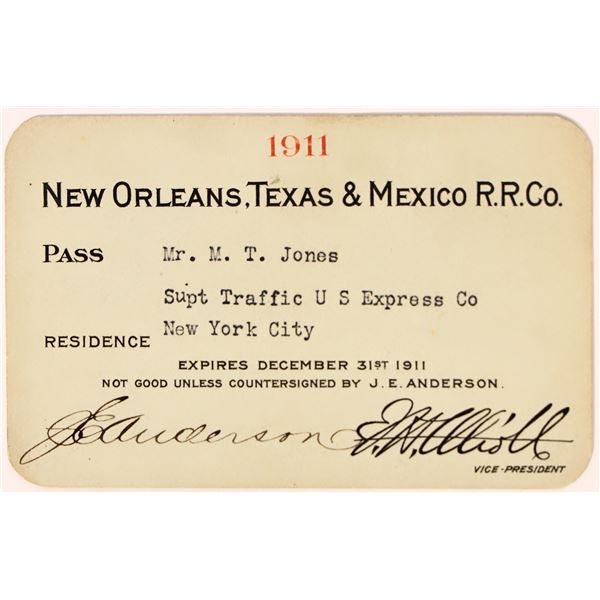 1911
NEW ORLEANS, TEXAS & MEXICO R.R.CO.
PASS Mr. M. T. Jones
Supt Traffic U S Express Co
RESIDENCE New York City
EXPIRES DECEMBER 31ST 1911
NOT GOOD UNLESS COUNTERSIGNED BY J. E. ANDERSON.
JEAnderson
VICE-PRESIDENT